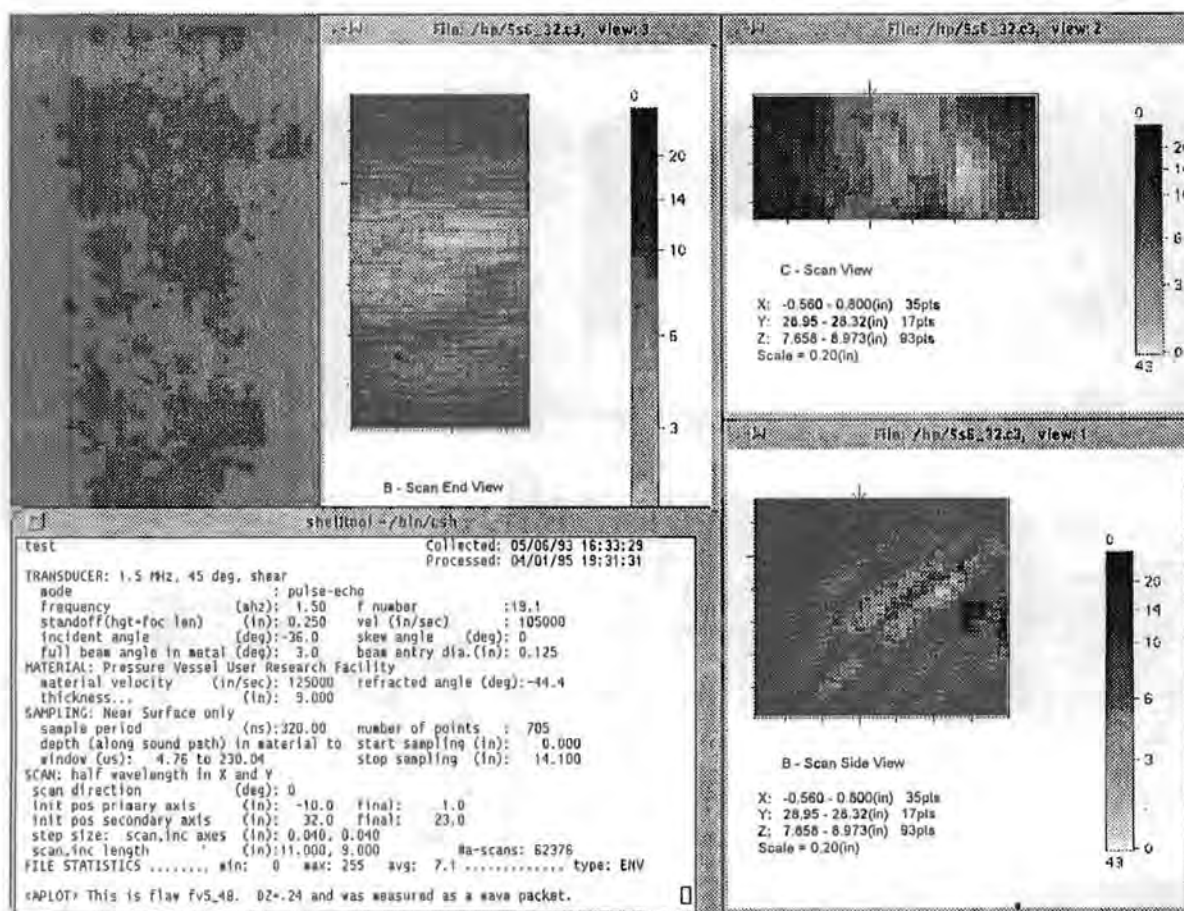 File: /hp/5s6_32.c3, view:3
0
20
14
10
6
3
B - Scan End View
File: /hp/5s6_32.c3, view:2
0
20
14
10
6
3
0
43
C - Scan View
X: -0.560 - 0.800(in) 35pts
Y: 28.95 - 28.32(in) 17pts
Z: 7.658 - 8.973(in) 93pts
Scale = 0.20(in)
File: /hp/5s6_32.c3, view:1
0
20
14
10
6
3
0
43
B - Scan Side View
X: -0.560 - 0.800(in) 35pts
Y: 28.95 - 28.32(in) 17pts
Z: 7.658 - 8.973(in) 93pts
Scale = 0.20(in)
shelltool -/bin/csh
test Collected: 05/06/93 16:33:29
Processed: 04/01/95 19:31:31
TRANSDUCER: 1.5 MHz, 45 deg, shear
mode : pulse-echo
frequency (mhz): 1.50 f number :19.1
standoff(hgt-foc len) (in): 0.250 vel (in/sec) : 105000
incident angle (deg):-36.0 skew angle (deg): 0
full beam angle in metal (deg): 3.0 beam entry dia.(in): 0.125
MATERIAL: Pressure Vessel User Research Facility
material velocity (in/sec): 125000 refracted angle (deg):-44.4
thickness... (in): 9.000
SAMPLING: Near Surface only
sample period (ns):320.00 number of points : 705
depth (along sound path) in material to start sampling (in): 0.000
window (us): 4.76 to 230.04 stop sampling (in): 14.100
SCAN: half wavelength in X and Y
scan direction (deg): 0
init pos primary axis (in): -10.0 final: 1.0
init pos secondary axis (in): 32.0 final: 23.0
step size: scan,inc axes (in): 0.040, 0.040
scan,inc length (in):11.000, 9.000 #a-scans: 62376
FILE STATISTICS ........, min: 0 max: 255 avg: 7.1 ............. type: ENV
<APLOT> This is flaw fv5_48. DZ=.24 and was measured as a wave packet.